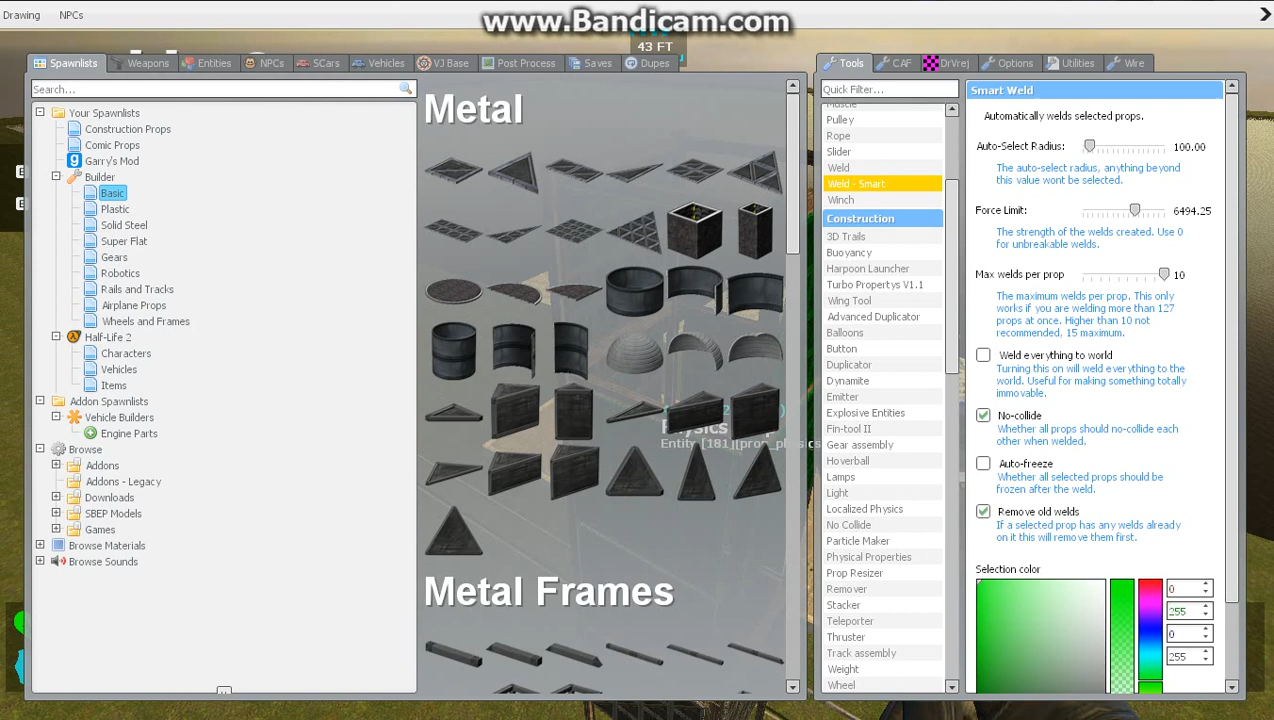 Drawing NPCs
www.Bandicam.com
43 FT
Spawnlists Weapons Entities NPCs SCars Vehicles VJ Base Post Process Saves Dupes
Search...
Your Spawnlists
Construction Props
Comic Props
Garry's Mod
Builder
Basic
Plastic
Solid Steel
Super Flat
Gears
Robotics
Rails and Tracks
Airplane Props
Wheels and Frames
Half-Life 2
Characters
Vehicles
Items
Addon Spawnlists
Vehicle Builders
Engine Parts
Browse
Addons
Addons - Legacy
Downloads
SBEP Models
Games
Browse Materials
Browse Sounds
Metal
Entity [181][prop_physics
Metal Frames
Tools CAF DrVrej Options Utilities Wire
Quick Filter...
Muscle
Pulley
Rope
Slider
Weld
Weld - Smart
Winch
Construction
3D Trails
Buoyancy
Harpoon Launcher
Turbo Propertys V1.1
Wing Tool
Advanced Duplicator
Balloons
Button
Duplicator
Dynamite
Emitter
Explosive Entities
Fin-tool II
Gear assembly
Hoverball
Lamps
Light
Localized Physics
No Collide
Particle Maker
Physical Properties
Prop Resizer
Remover
Stacker
Teleporter
Thruster
Track assembly
Weight
Wheel
Smart Weld
Automatically welds selected props.
Auto-Select Radius: 100.00
The auto-select radius, anything beyond
this value wont be selected.
Force Limit: 6494.25
The strength of the welds created. Use 0
for unbreakable welds.
Max welds per prop 10
The maximum welds per prop. This only
works if you are welding more than 127
props at once. Higher than 10 not
recommended, 15 maximum.
Weld everything to world
Turning this on will weld everything to the
world. Useful for making something totally
immovable.
No-collide
Whether all props should no-collide each
other when welded.
Auto-freeze
Whether all selected props should be
frozen after the weld.
Remove old welds
If a selected prop has any welds already
on it this will remove them first.
Selection color
0
255
0
255